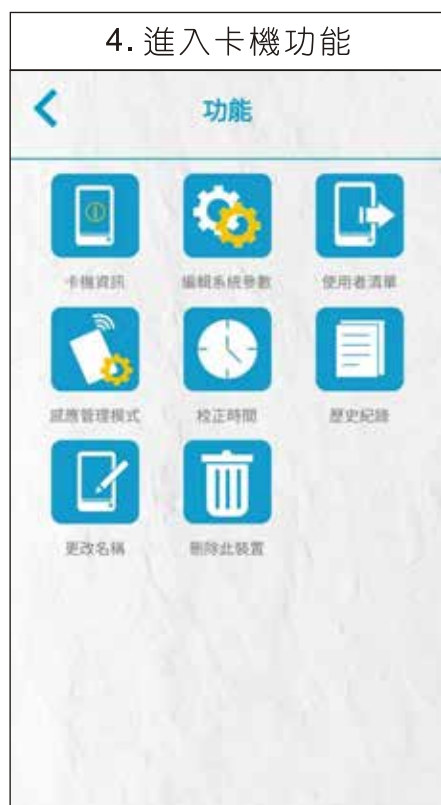 4. 進入卡機功能
功能
卡機資訊
編輯系統參數
使用者清單
感應管理模式
校正時間
歷史紀錄
更改名稱
刪除此裝置